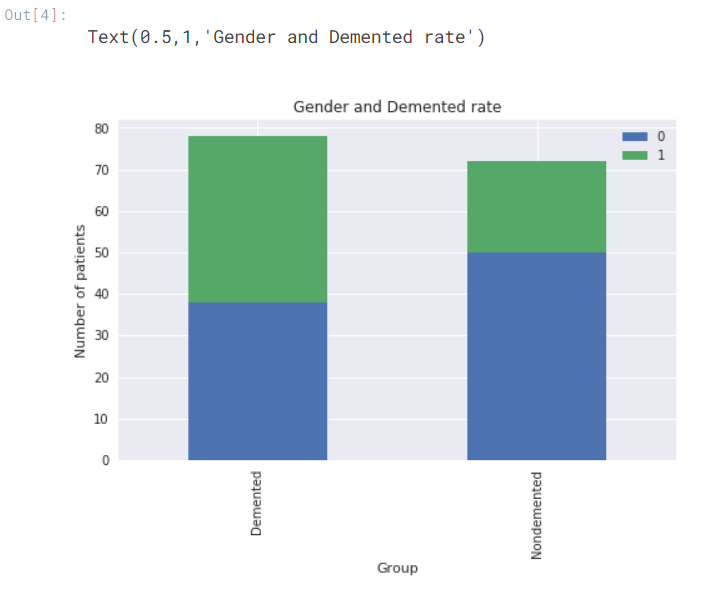 Out[4]:
Text(0.5,1,'Gender and Demented rate')
Gender and Demented rate
80
70
60
50
40
30
20
10
0
Number of patients
0
1
Demented
Nondemented
Group